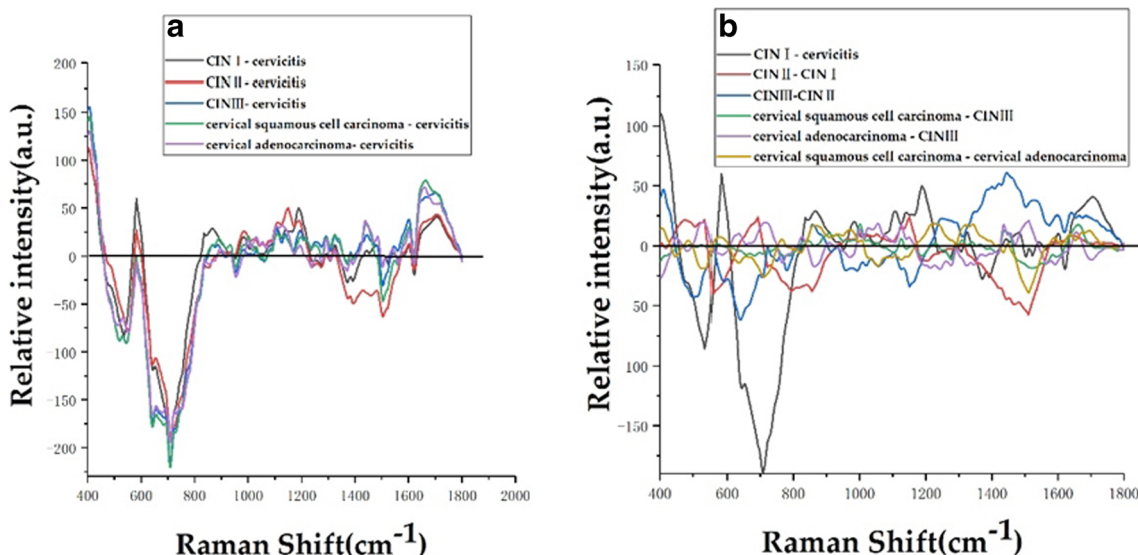 a
CIN Ⅰ - cervicitis
CIN Ⅱ - cervicitis
CINⅢ- cervicitis
cervical squamous cell carcinoma - cervicitis
cervical adenocarcinoma- cervicitis
200
150
100
50
0
-50
-100
-150
-200
Relative intensity(a.u.)
400 600 800 1000 1200 1400 1600 1800 2000
Raman Shift(cm-1)
b
CIN Ⅰ - cervicitis
CIN Ⅱ - CIN Ⅰ
CINⅢ-CIN Ⅱ
cervical squamous cell carcinoma - CINⅢ
cervical adenocarcinoma - CINⅢ
cervical squamous cell carcinoma - cervical adenocarcinoma
150
100
50
0
50
100
-150
Relative intensity(a.u.)
400 600 800 1000 1200 1400 1600 1800
Raman Shift(cm-1)